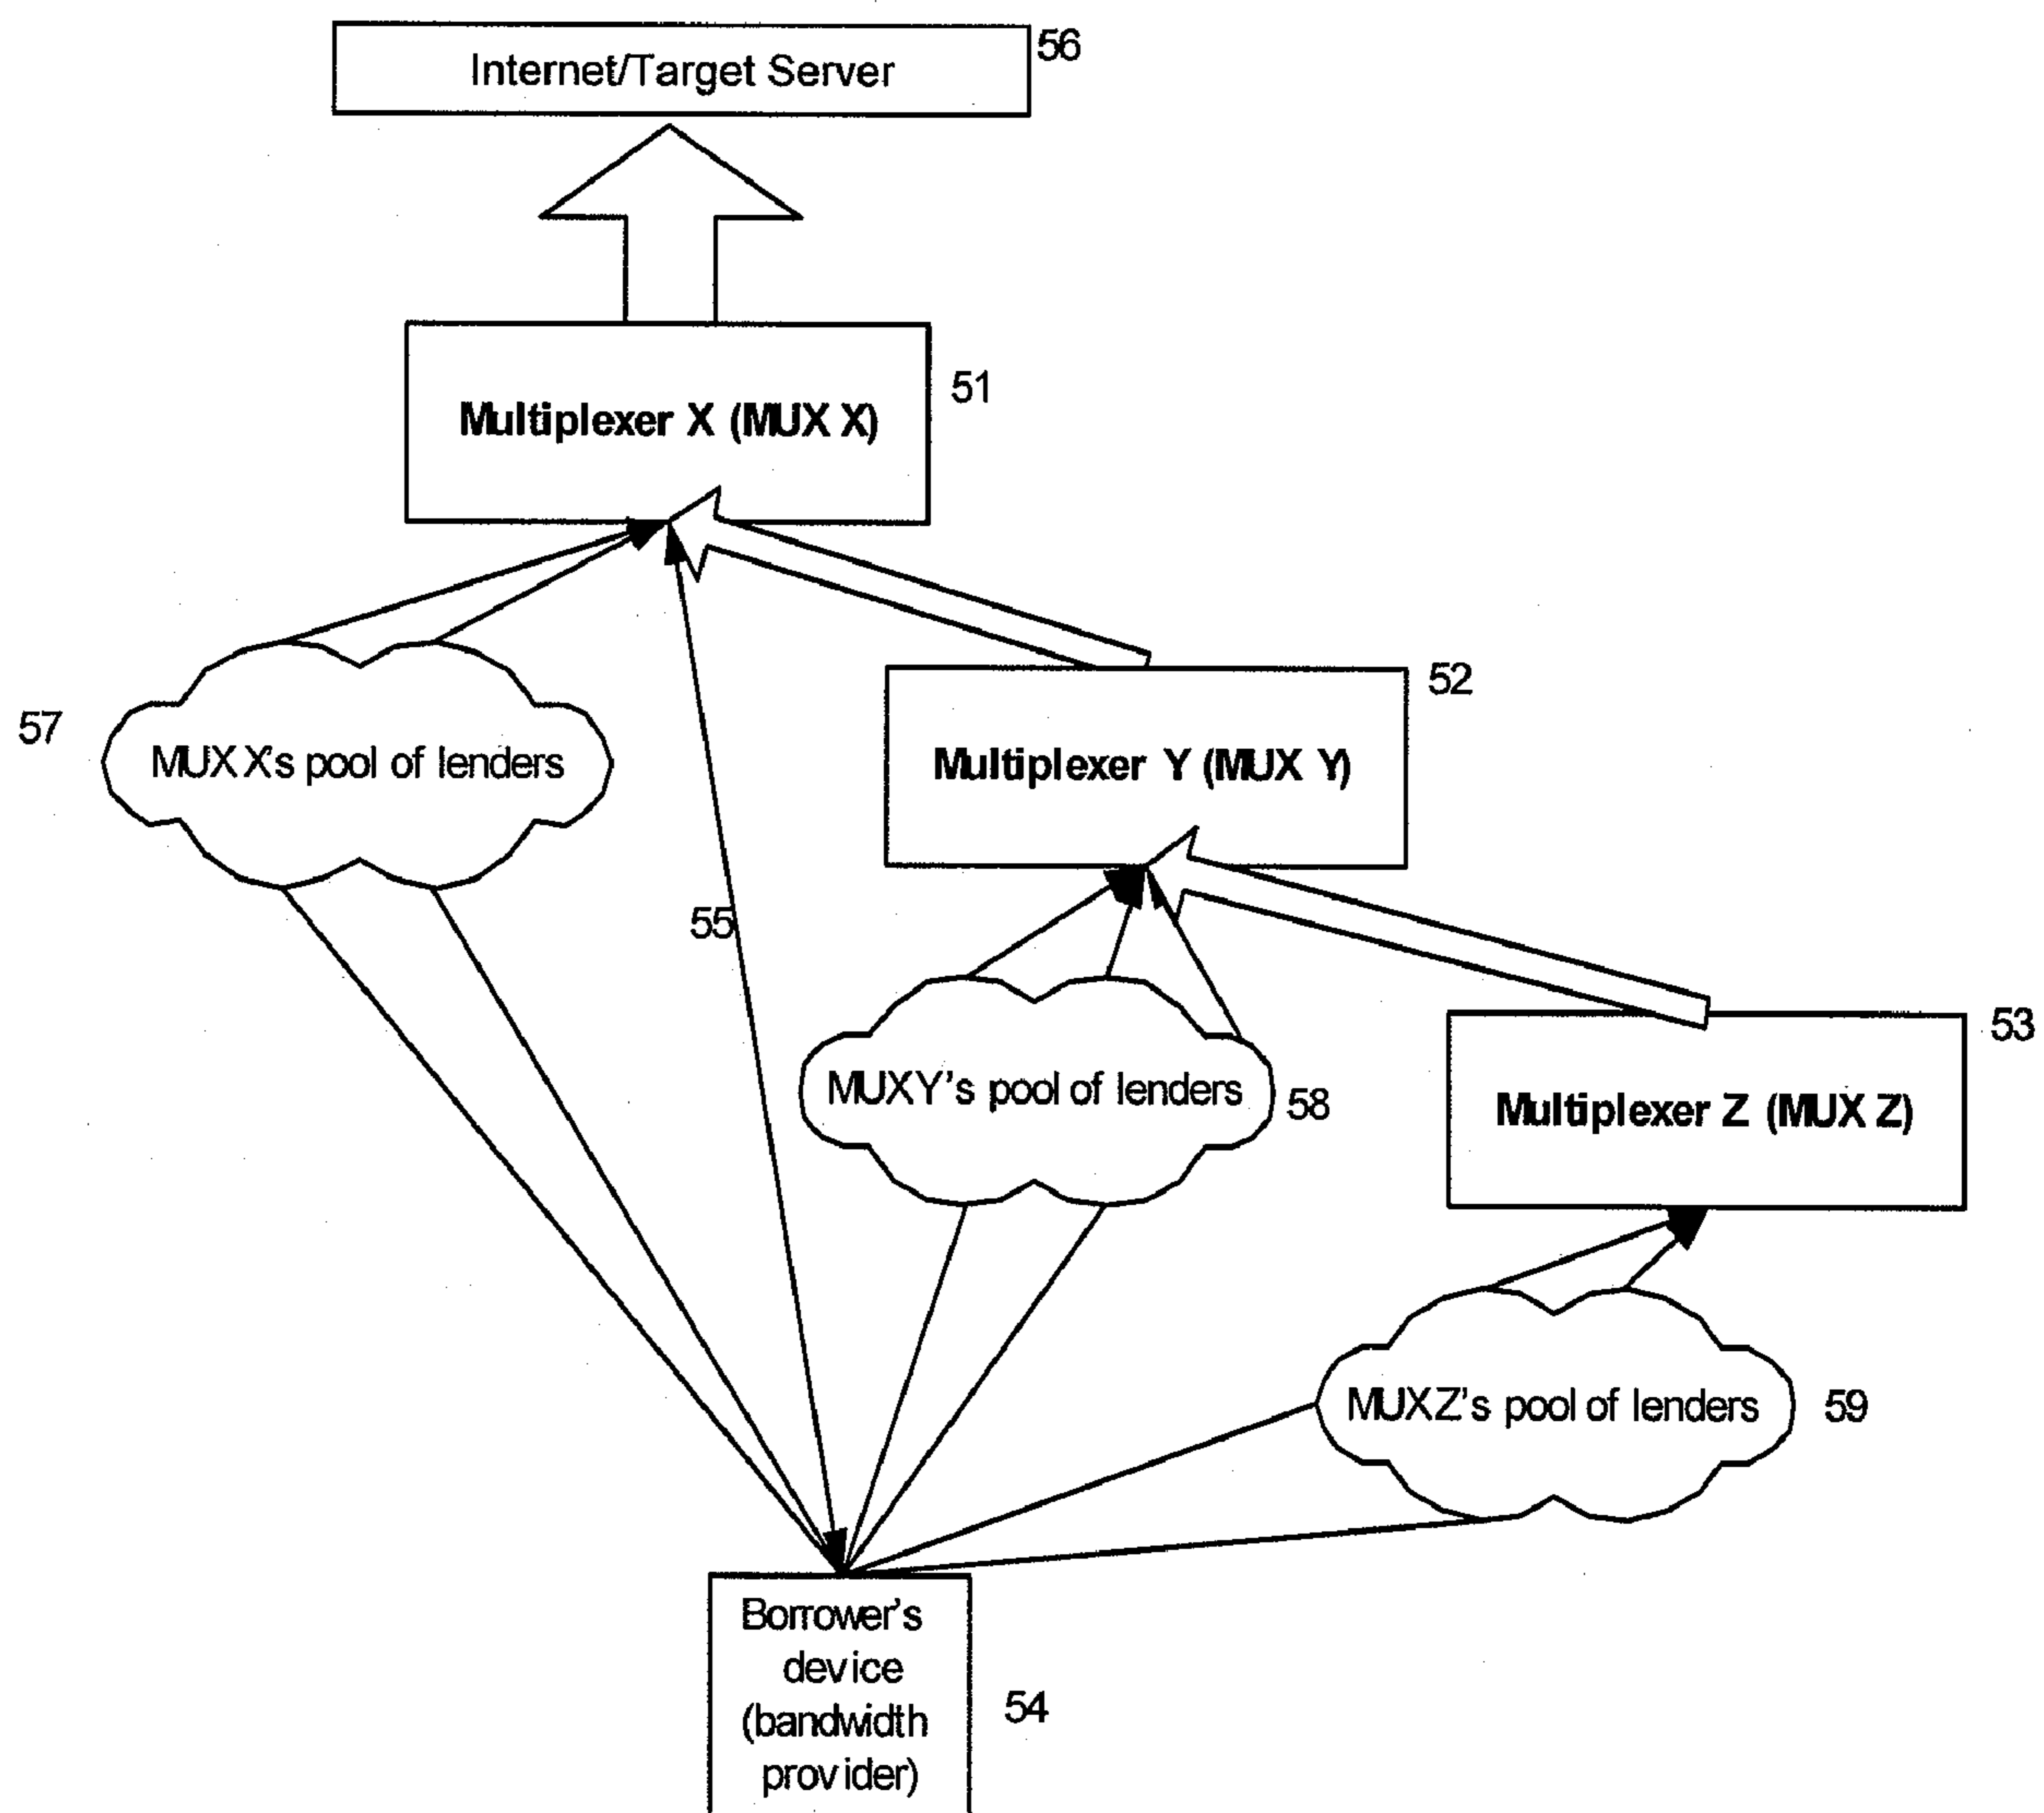 Internet/Target Server
56
Multiplexer X (MUX X)
51
52
57
MUX X's pool of lenders
Multiplexer Y (MUX Y)
55
53
MUXY's pool of lenders
58
Multiplexer Z (MUX Z)
MUXZ's pool of lenders
59
Borrower's
device
(bandwidth
provider)
54